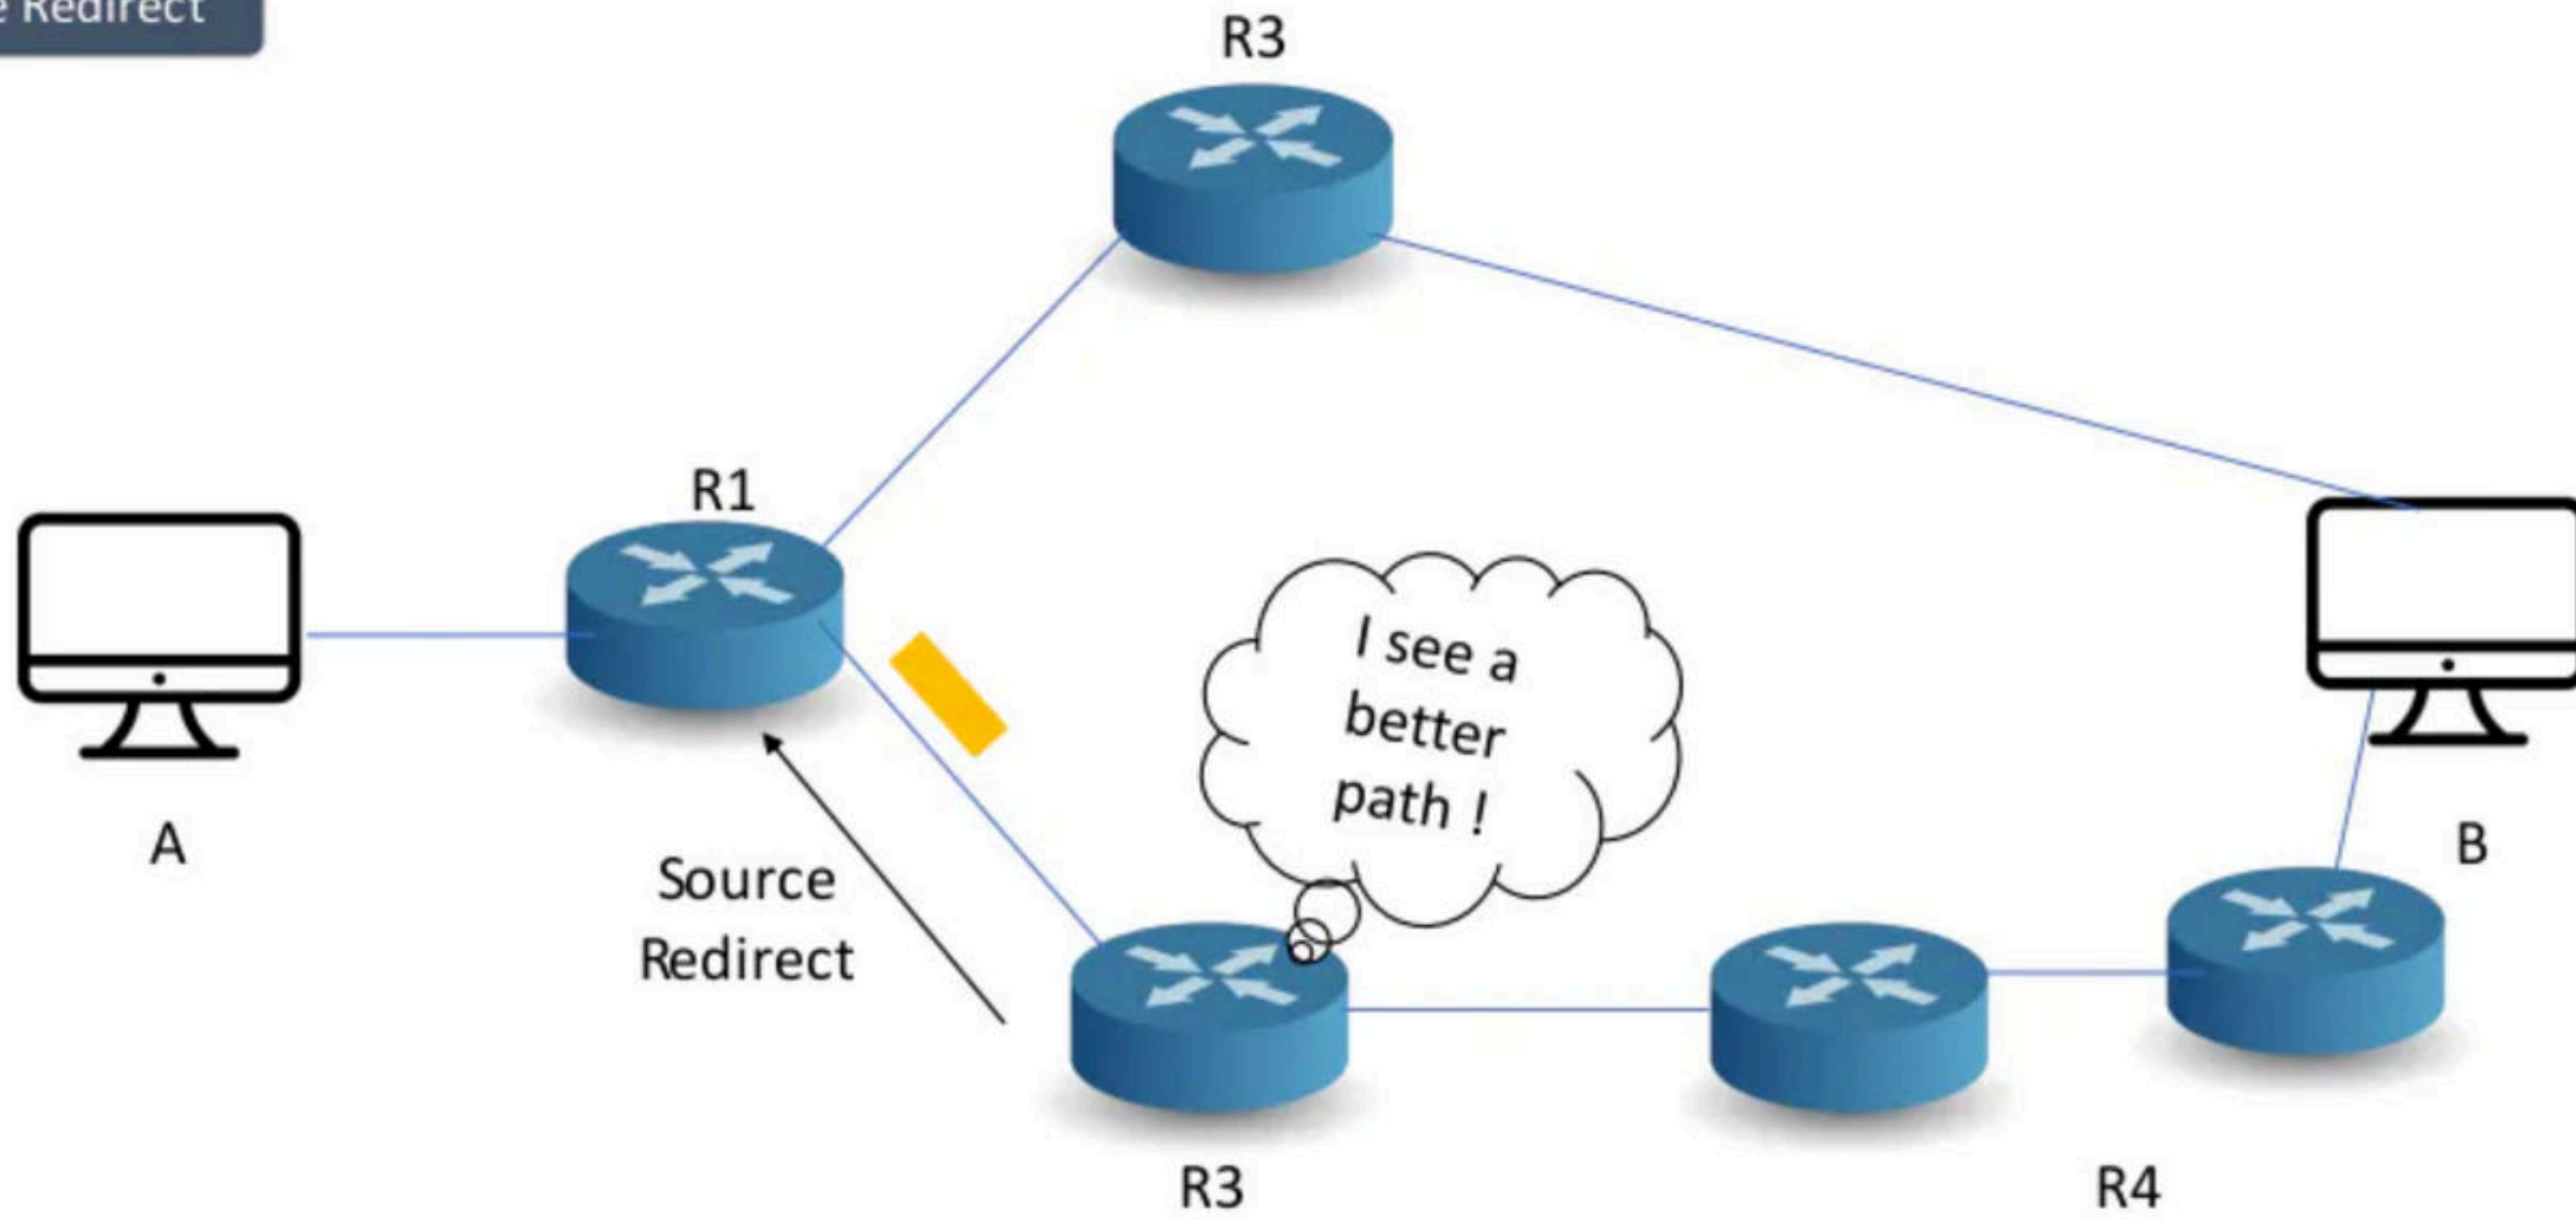 e Redirect
R3
R1
I see a
better
path !
A
B
Source
Redirect
R3
R4